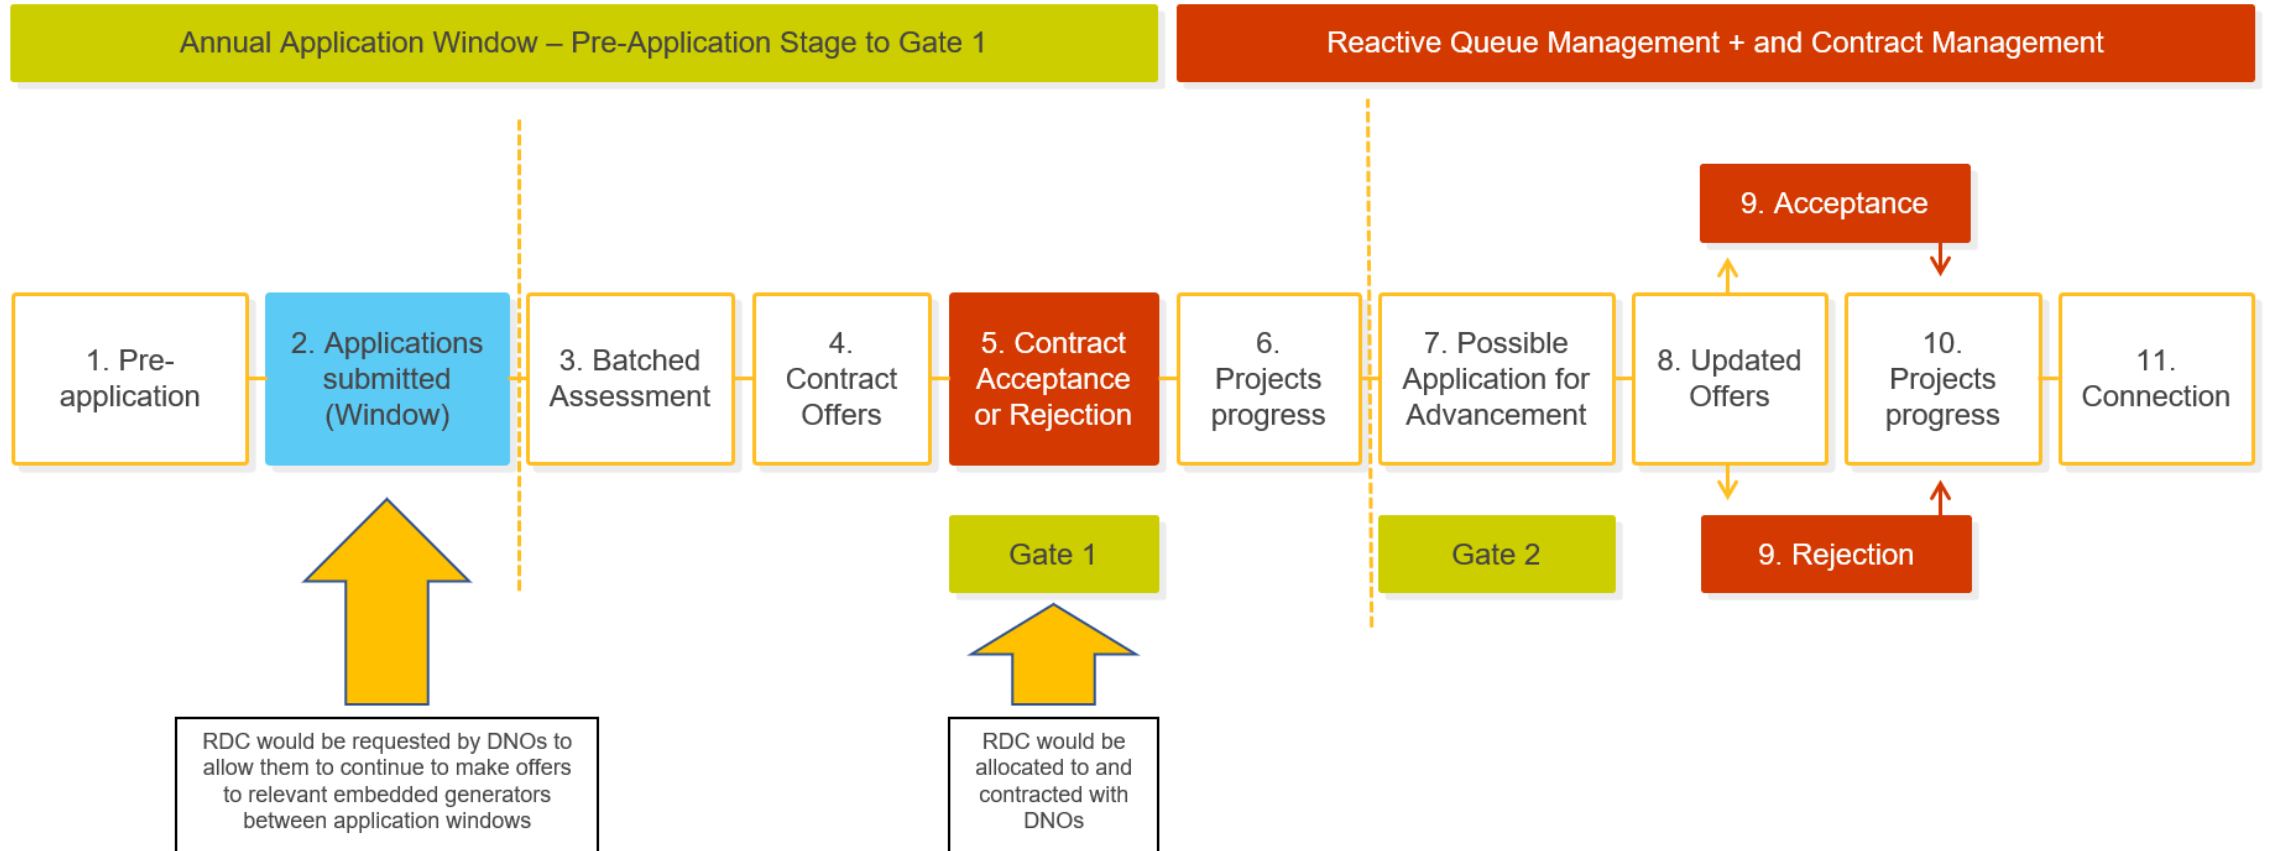 Annual Application Window – Pre-Application Stage to Gate 1
Reactive Queue Management + and Contract Management
9. Acceptance
1. Pre-
application
2. Applications
submitted
(Window)
3. Batched
Assessment
4.
Contract
Offers
5. Contract
Acceptance
or Rejection
6.
Projects
progress
7. Possible
Application for
Advancement
8. Updated
Offers
10.
Projects
progress
11.
Connection
Gate 1
Gate 2
9. Rejection
RDC would be requested by DNOs to
allow them to continue to make offers
to relevant embedded generators
between application windows
RDC would be
allocated to and
contracted with
DNOs